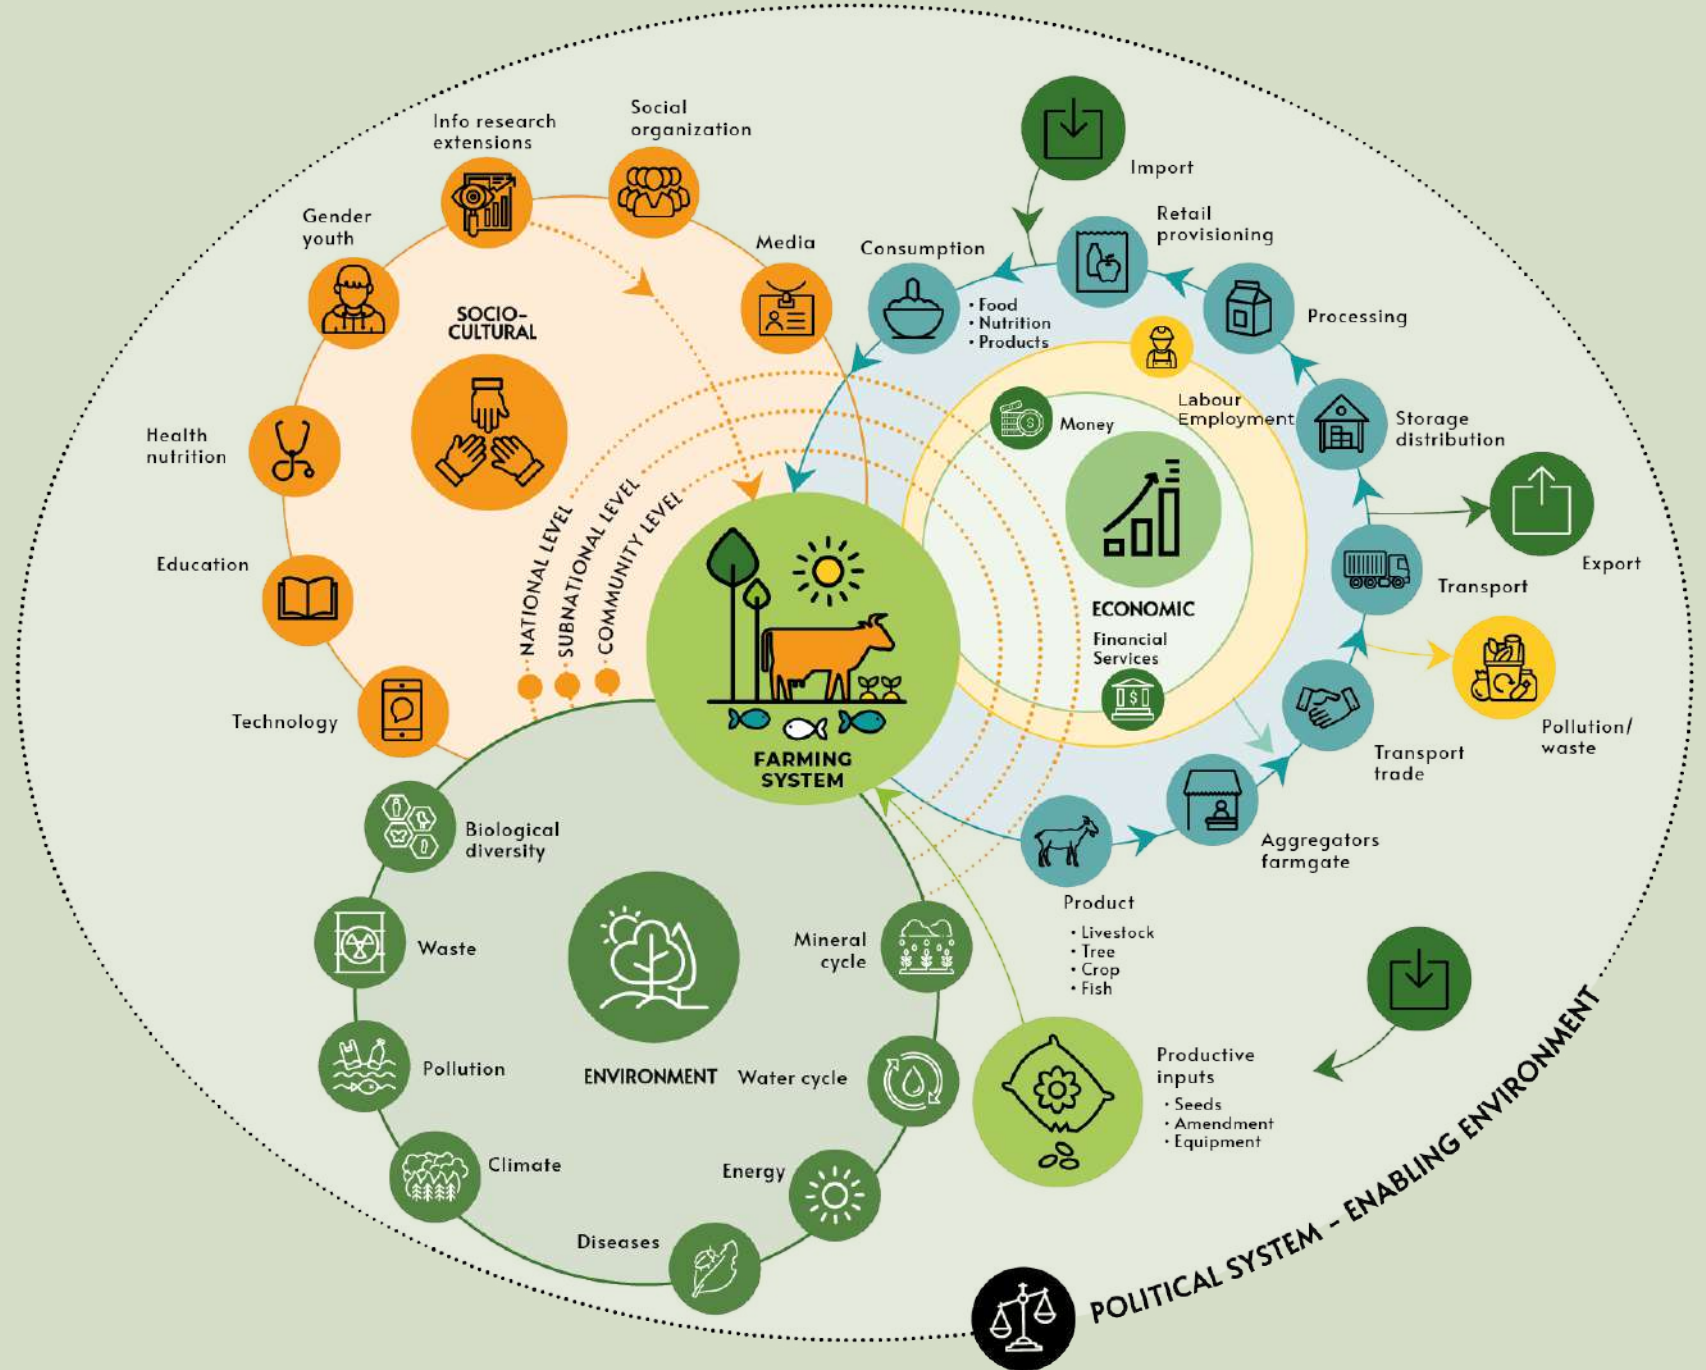 Info research
extensions
Social
organization
Gender
youth
Media
SOCIO-
CULTURAL
Health
nutrition
Education
Technology
NATIONAL LEVEL
SUBNATIONAL LEVEL
COMMUNITY LEVEL
Import
Retail
provisioning
Consumption
• Food
• Nutrition
• Products
Processing
Labour
Employment
Money
Storage
distribution
Export
Transport
ECONOMIC
Financial
Services
Pollution/
waste
Transport
trade
Aggregators
farmgate
Product
• Livestock
• Tree
• Crop
• Fish
FARMING
SYSTEM
Biological
diversity
Waste
Mineral
cycle
Pollution
ENVIRONMENT
Water cycle
Climate
Energy
Diseases
Productive
inputs
• Seeds
• Amendment
• Equipment
POLITICAL SYSTEM - ENABLING ENVIRONMENT